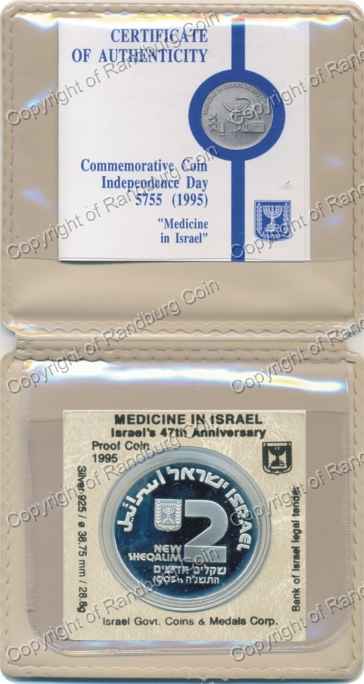 CERTIFICATE
OF AUTHENTICITY
Commemorative Coin
Independence Day
5755 (1995)
"Medicine
in Israel"
Copyright of Randburg Coin
MEDICINE IN ISRAEL
Israel's 47th Anniversary
Proof Coin
1995
Silver 925 / ø 38.75 mm / 28.8g
ISRAEL ישראל اسرائيل
2
NEW
SHEQALIM
שקלים חדשים
התשנ"ה 1995
Bank of Israel legal tender
Israel Govt. Coins & Medals Corp.